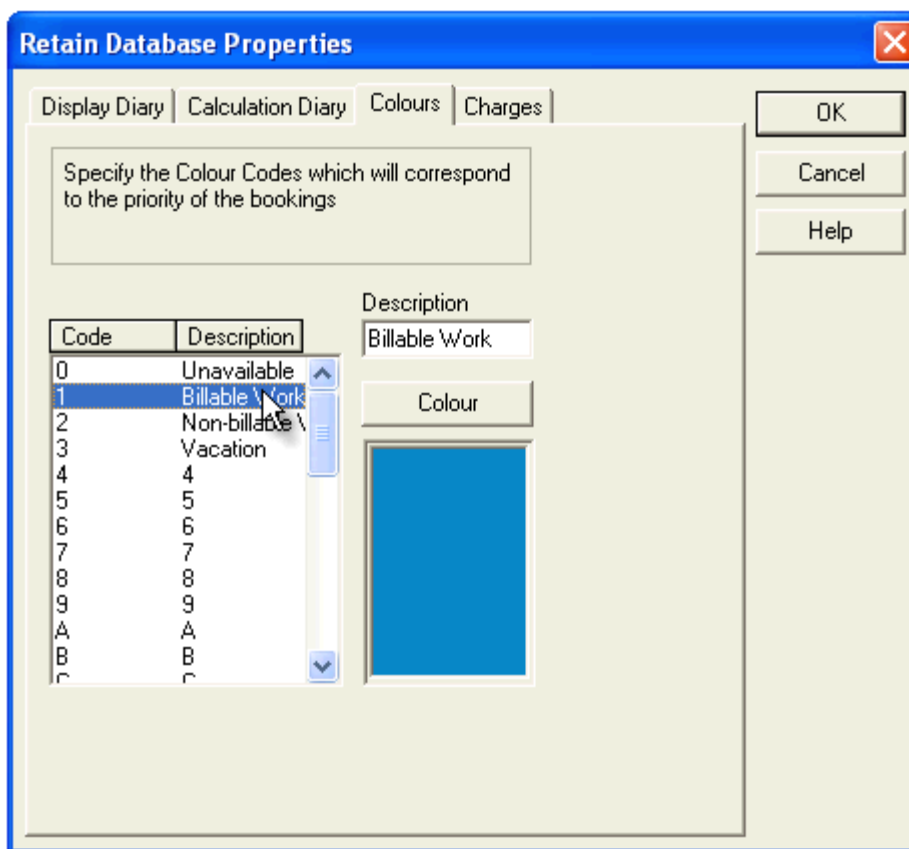 Retain Database Properties
Display Diary Calculation Diary Colours Charges
OK
Cancel
Help
Specify the Colour Codes which will correspond
to the priority of the bookings
Description
Billable Work
Colour
Code Description
0 Unavailable
1 Billable Work
2 Non-billable
3 Vacation
4 4
5 5
6 6
7 7
8 8
9 9
A A
B B